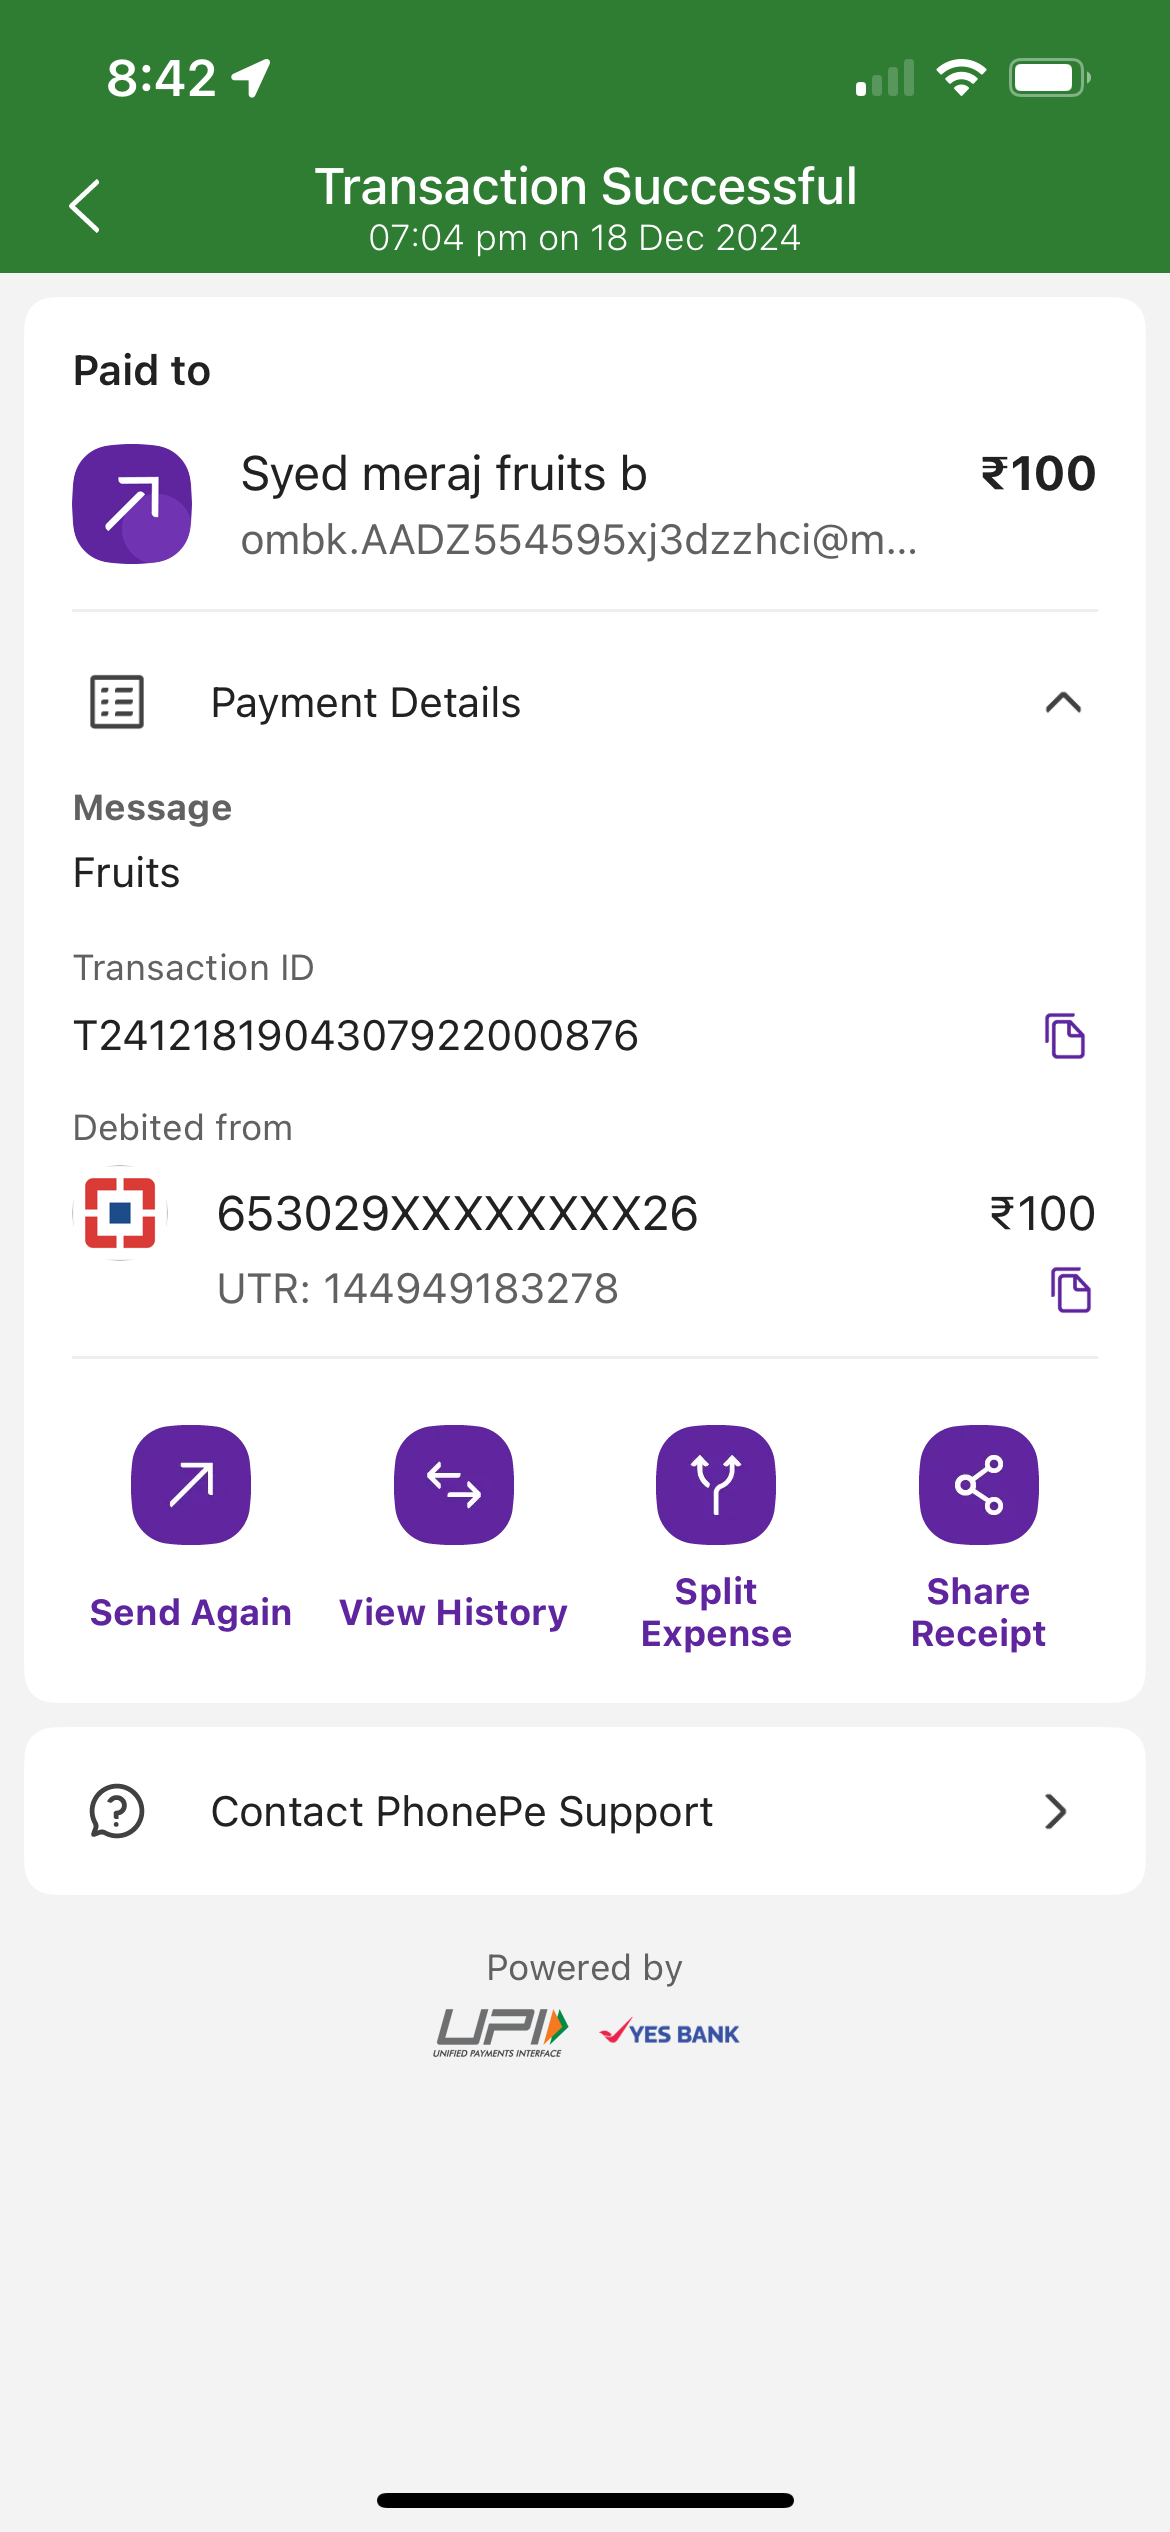 8:42
Transaction Successful
07:04 pm on 18 Dec 2024
Paid to
Syed meraj fruits b ₹100
ombk.AADZ554595xj3dzzhci@m...
Payment Details
Message
Fruits
Transaction ID
T2412181904307922000876
Debited from
653029XXXXXXXX26 ₹100
UTR: 144949183278
Send Again View History Split Expense Share Receipt
Contact PhonePe Support
Powered by
UPI YES BANK
UNIFIED PAYMENTS INTERFACE